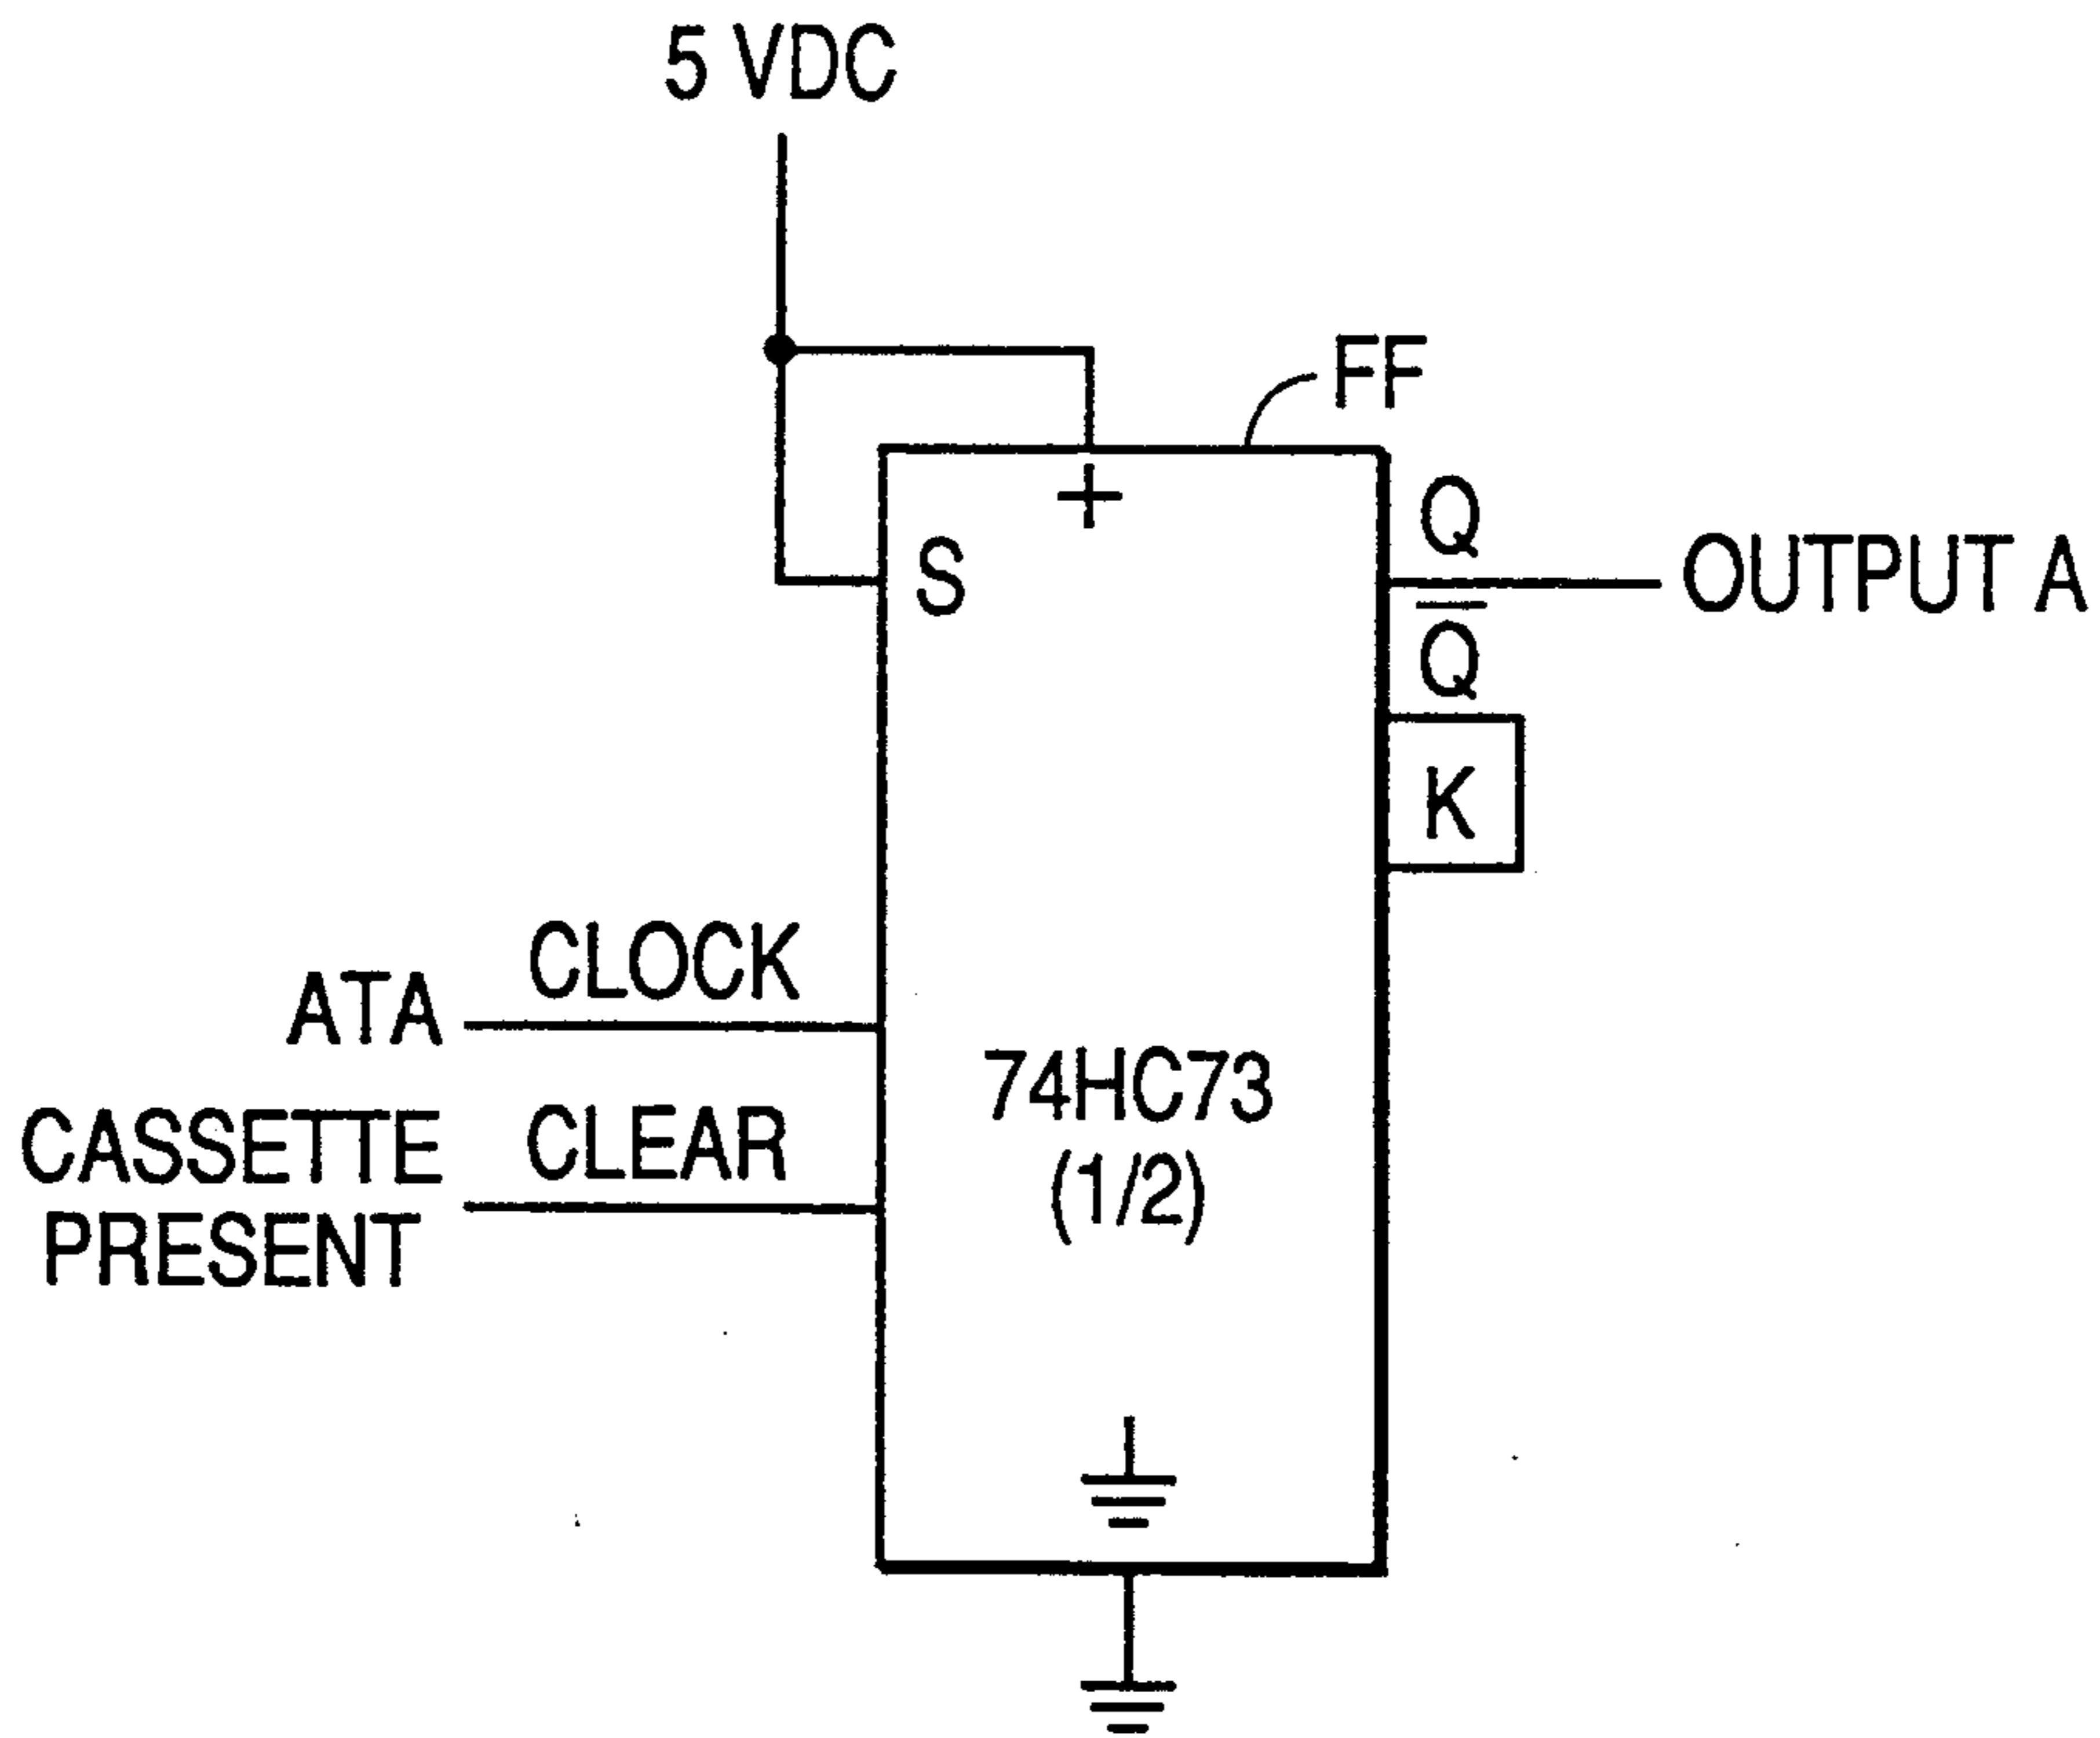 5 VDC
FF
+
S
Q
OUTPUT A
Q̅
K
CLOCK
ATA
CLEAR
CASSETTE
PRESENT
74HC73
(1/2)